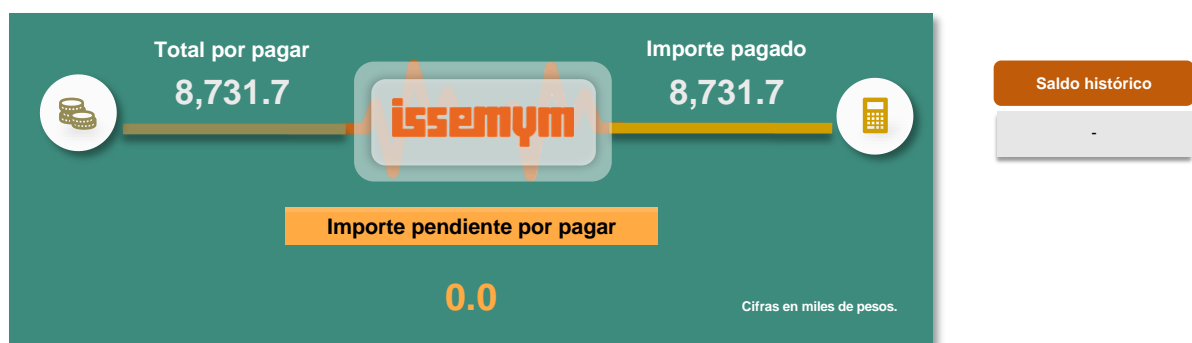 Total por pagar
8,731.7
issemym
Importe pagado
8,731.7
Importe pendiente por pagar
0.0
Cifras en miles de pesos.
Saldo histórico
-